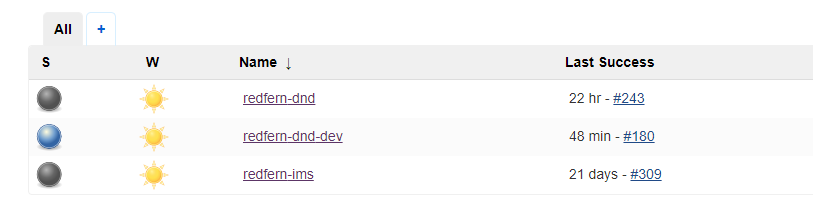 All +
S W Name ↓ Last Success
redfern-dnd 22 hr - #243
redfern-dnd-dev 48 min - #180
redfern-ims 21 days - #309